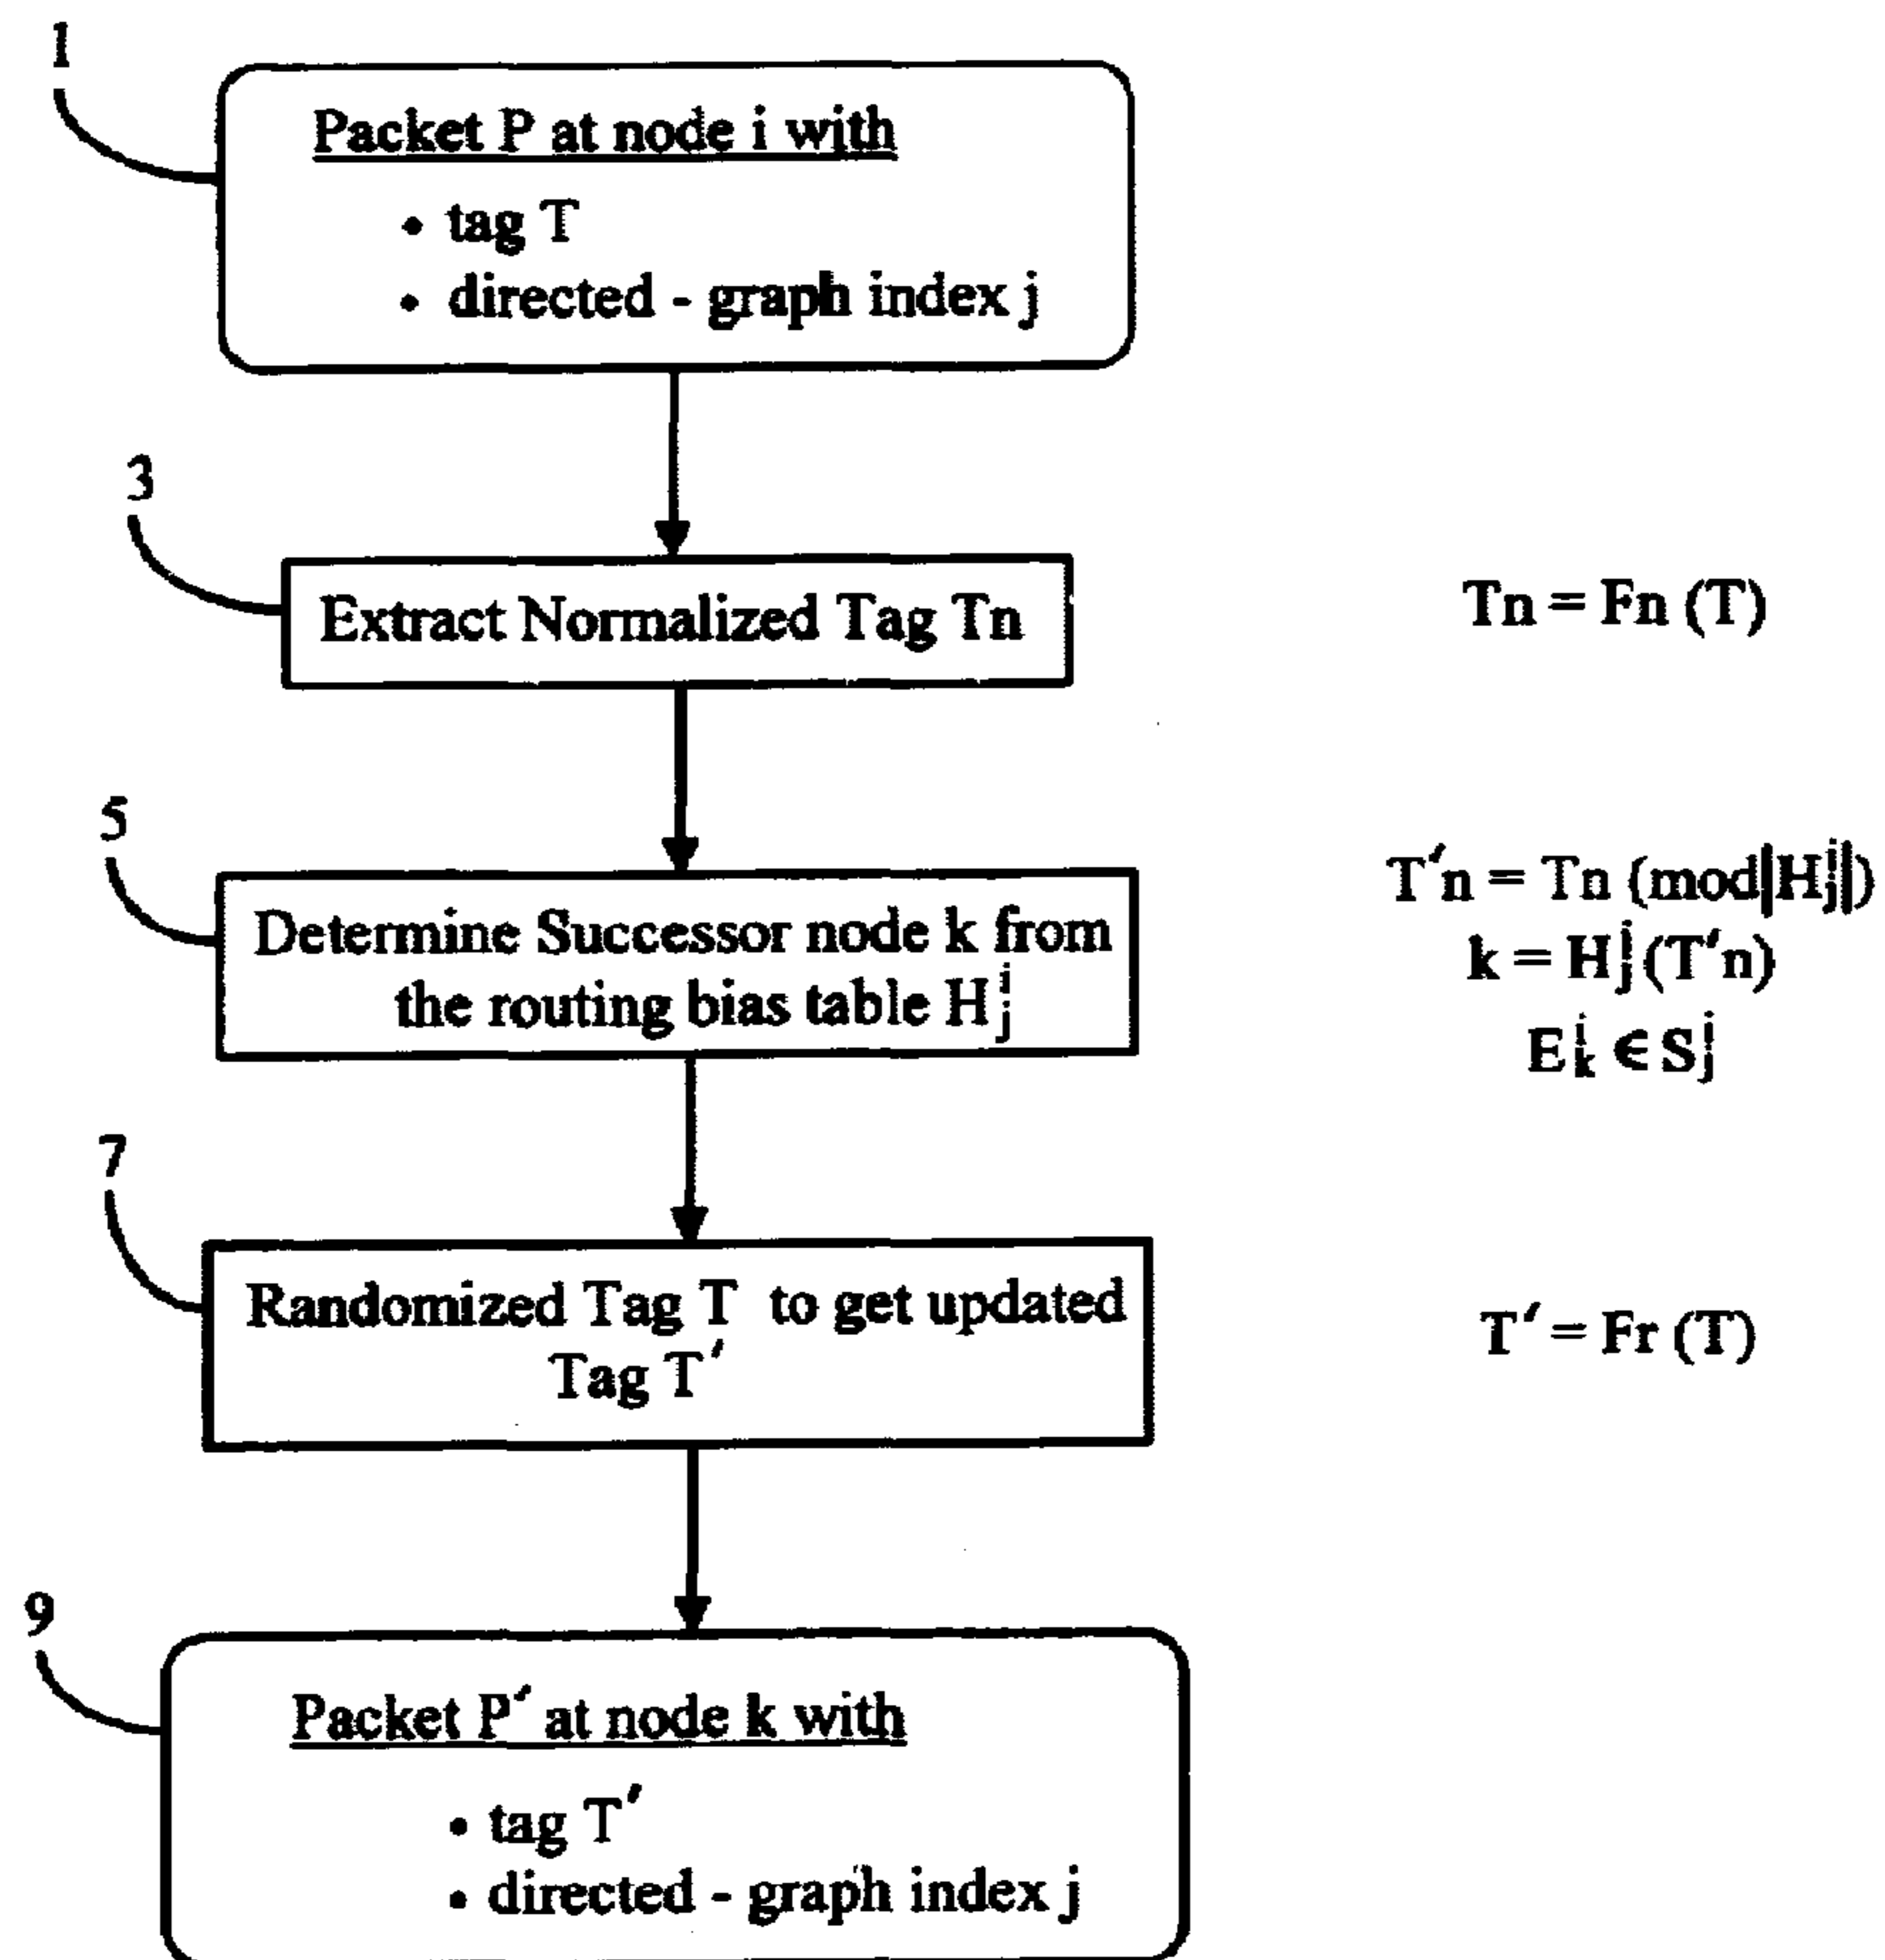 1
Packet P at node i with
• tag T
• directed - graph index j
3
Extract Normalized Tag Tn
Tn = Fn (T)
5
Determine Successor node k from
the routing bias table H^i_j
T′n = Tn (mod|H^i_j|)
k = H^i_j (T′n)
E^i_k ∈ S^i_j
7
Randomized Tag T to get updated
Tag T′
T′ = Fr (T)
9
Packet P′ at node k with
• tag T′
• directed - graph index j